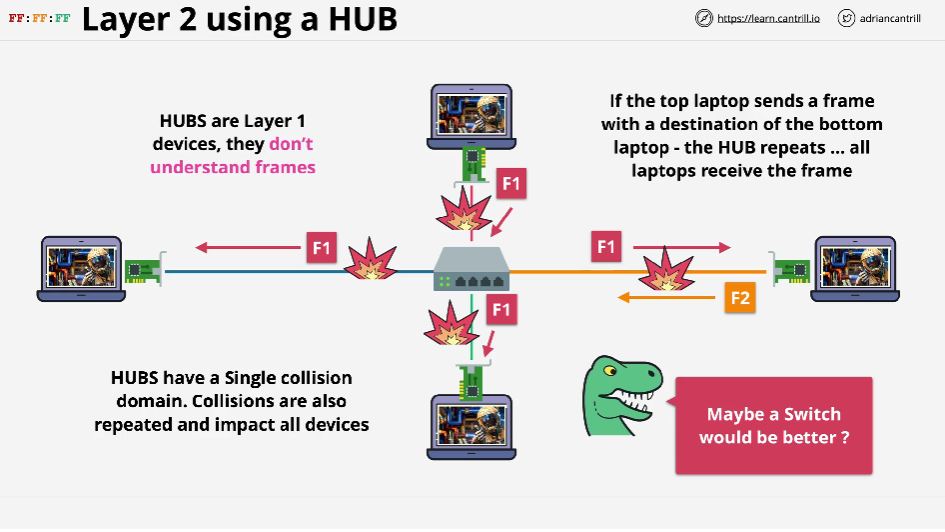 FF:FF:FF
Layer 2 using a HUB
https://learn.cantrill.io
adriancantrill
HUBS are Layer 1
devices, they don't
understand frames
If the top laptop sends a frame
with a destination of the bottom
laptop - the HUB repeats ... all
laptops receive the frame
F1
F1
F1
F1
F2
HUBS have a Single collision
domain. Collisions are also
repeated and impact all devices
Maybe a Switch
would be better ?